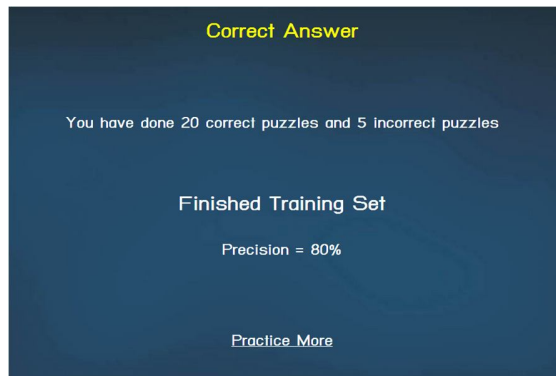 Correct Answer
You have done 20 correct puzzles and 5 incorrect puzzles
Finished Training Set
Precision = 80%
Practice More